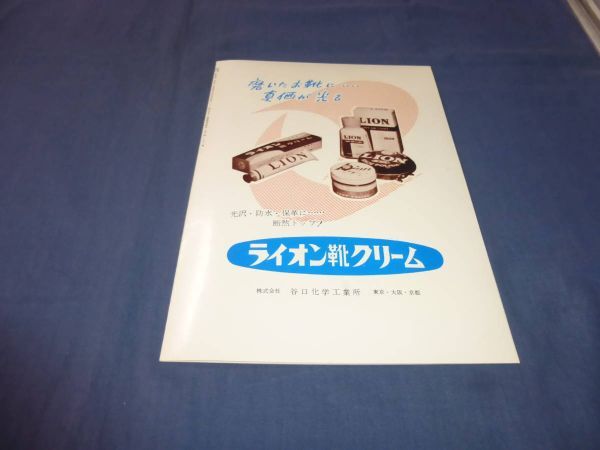 磨いたお靴に……
真価が光る
LION
LION
LION
光沢・防水・保革に……
断然トップ!
ライオン靴クリーム
株式会社 谷口化学工業所 東京・大阪・京都